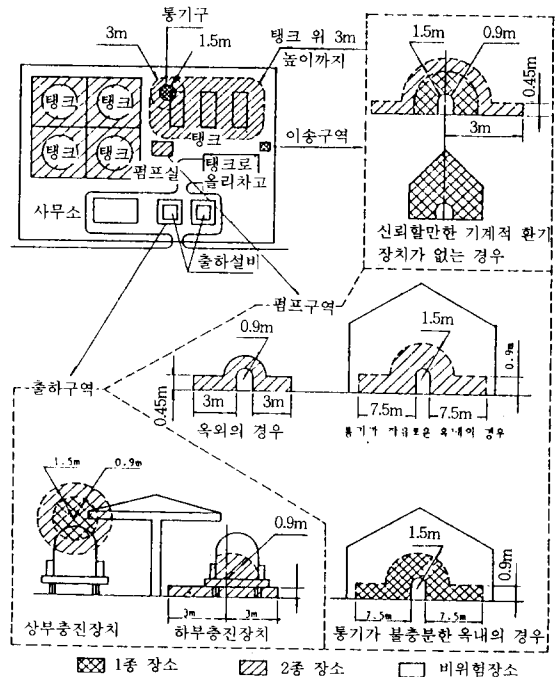 통기구
3m
1.5m
탱크 위 3m
높이까지
탱크
탱크
탱크
탱크
탱크
펌프실
탱크로
올리차고
사무소
출하설비
이송구역
1.5m
0.9m
0.45m
3m
신뢰할만한 기계적 환기
장치가 없는 경우
펌프구역
0.9m
0.45m
3m
3m
옥외의 경우
1.5m
0.9m
7.5m
7.5m
통기가 옥내의 경우
출하구역
1.5m
0.9m
상부충진장치
0.9m
3m
3m
하부충진장치
1.5m
0.9m
7.5m
7.5m
통기가 불충분한 옥내의 경우
1종 장소
2종 장소
비위험장소